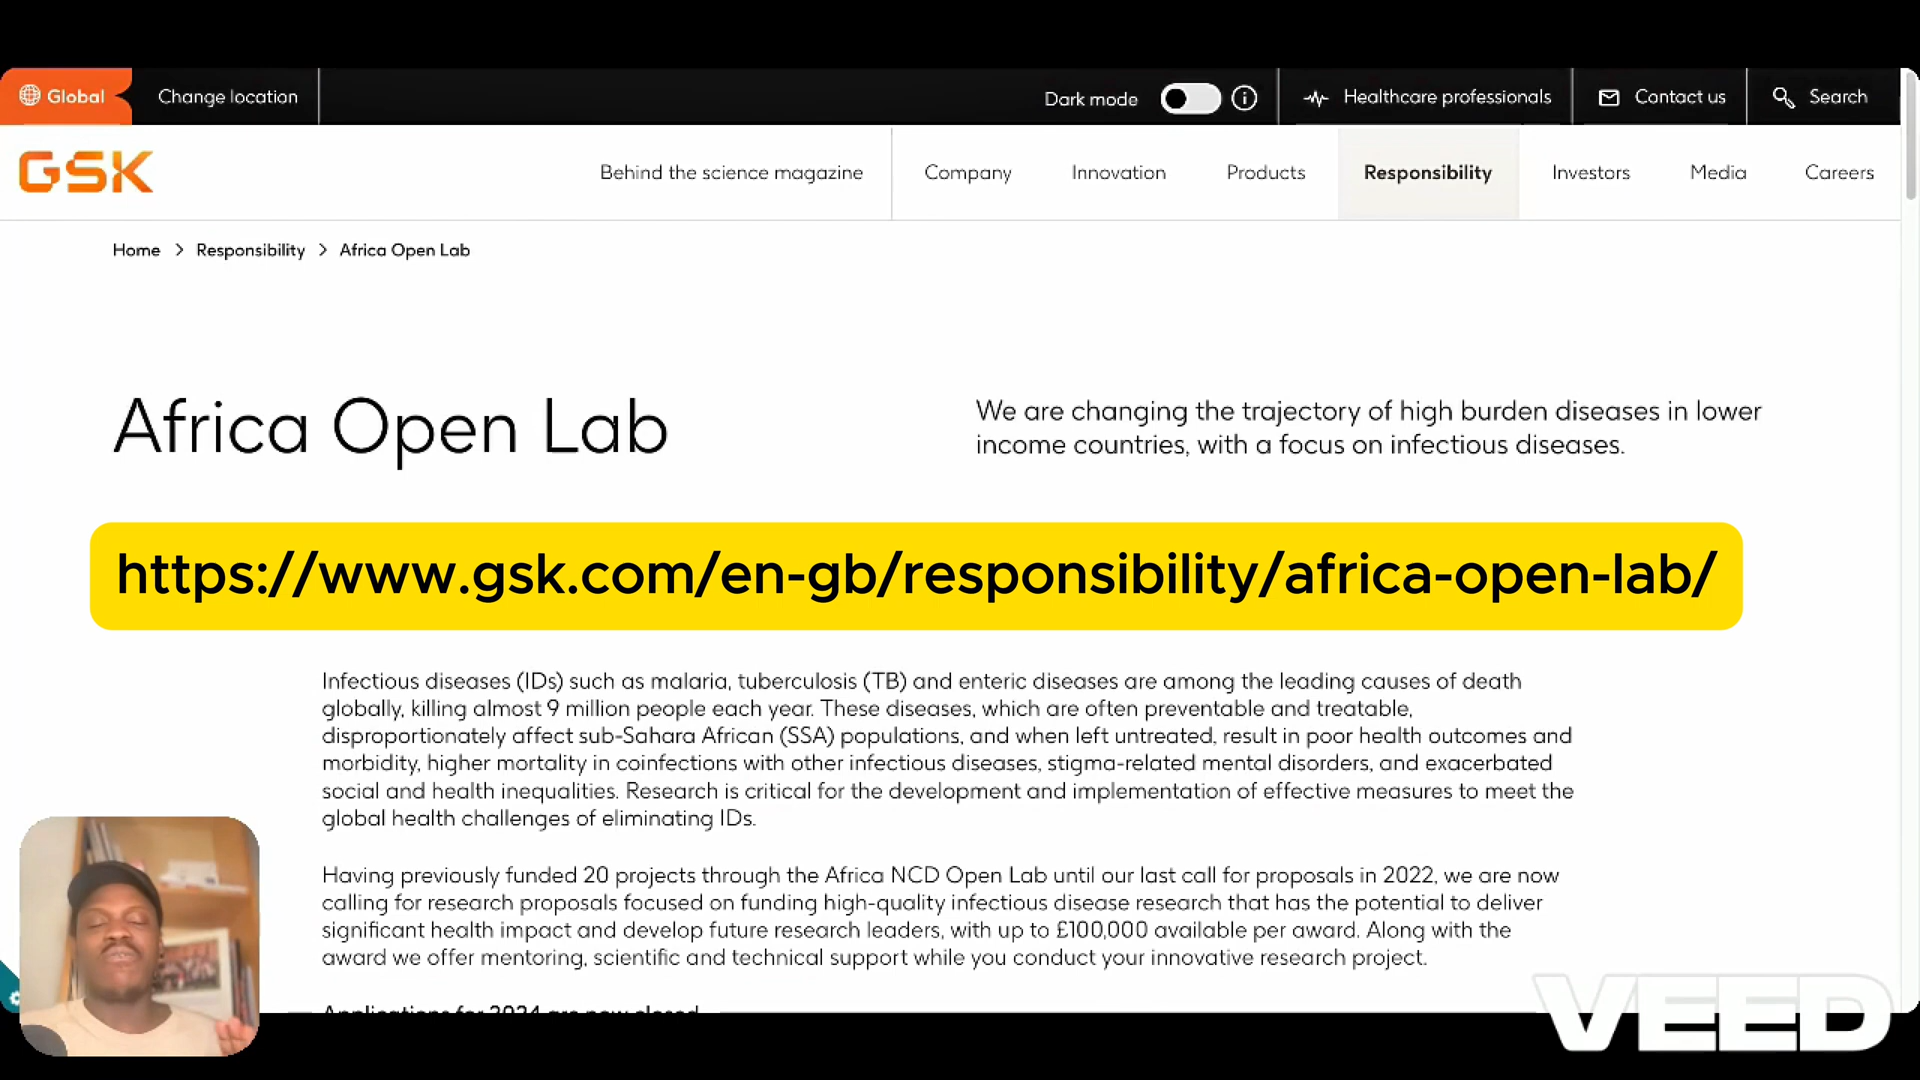 Global
Change location
Dark mode
Healthcare professionals
Contact us
Search
GSK
Behind the science magazine
Company
Innovation
Products
Responsibility
Investors
Media
Careers
Home > Responsibility > Africa Open Lab
Africa Open Lab
We are changing the trajectory of high burden diseases in lower
income countries, with a focus on infectious diseases.
https://www.gsk.com/en-gb/responsibility/africa-open-lab/
Infectious diseases (IDs) such as malaria, tuberculosis (TB) and enteric diseases are among the leading causes of death
globally, killing almost 9 million people each year. These diseases, which are often preventable and treatable,
disproportionately affect sub-Sahara African (SSA) populations, and when left untreated, result in poor health outcomes and
morbidity, higher mortality in coinfections with other infectious diseases, stigma-related mental disorders, and exacerbated
social and health inequalities. Research is critical for the development and implementation of effective measures to meet the
global health challenges of eliminating IDs.
Having previously funded 20 projects through the Africa NCD Open Lab until our last call for proposals in 2022, we are now
calling for research proposals focused on funding high-quality infectious disease research that has the potential to deliver
significant health impact and develop future research leaders, with up to £100,000 available per award. Along with the
award we offer mentoring, scientific and technical support while you conduct your innovative research project.
Applications for 2024 are now closed
VEED